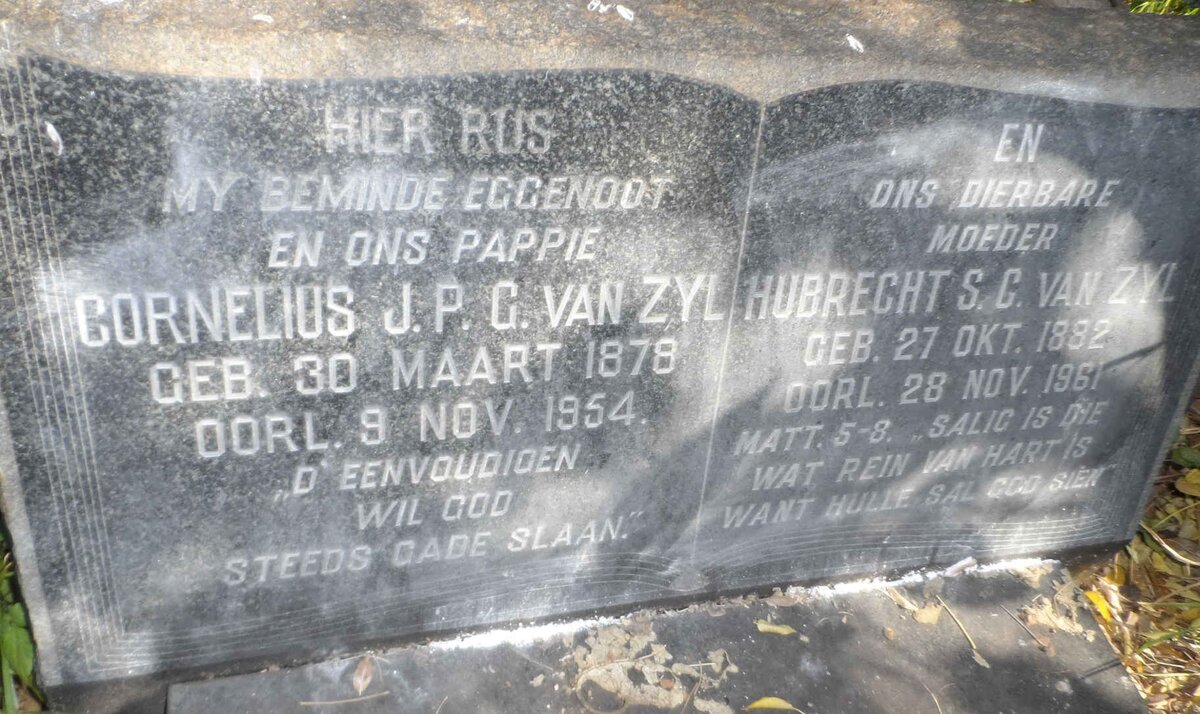 HIER RUS
MY BEMINDE EGGENOOT
EN ONS PAPPIE
CORNELIUS J.P.G. VAN ZYL
GEB. 30 MAART 1878
OORL. 9 NOV. 1954.
„D'EENVOUDIGEN
WIL GOD
STEEDS GADE SLAAN."
EN
ONS DIERBARE
MOEDER
HUBRECHT S.C. VAN ZYL
GEB. 27 OKT. 1882
OORL. 28 NOV. 1961
MATT. 5-8. „SALIG IS DIE
WAT REIN VAN HART IS
WANT HULLE SAL GOD SIEN"